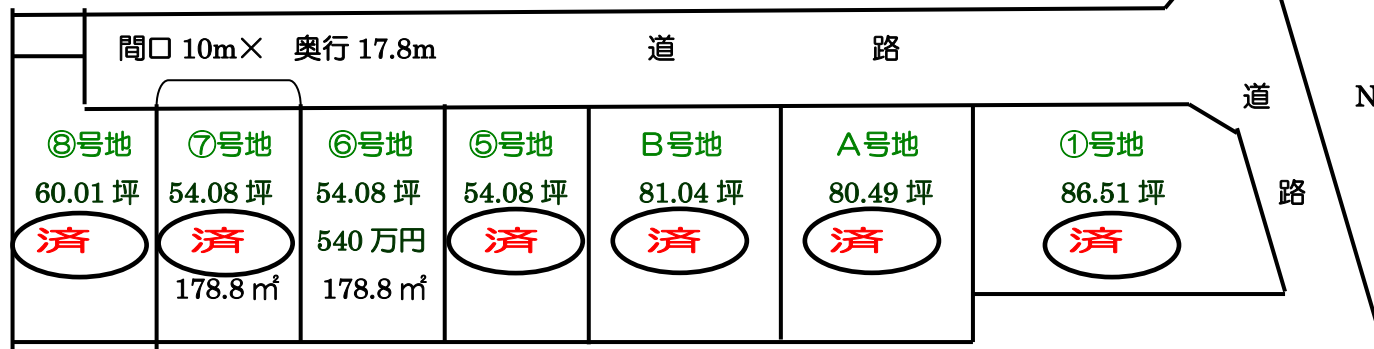 間口 10m× 奥行 17.8m 道 路
道 N
⑧号地 ⑦号地 ⑥号地 ⑤号地 B号地 A号地 ①号地
60.01 坪 54.08 坪 54.08 坪 54.08 坪 81.04 坪 80.49 坪 86.51 坪 路
済 済 540 万円 済 済 済 済
178.8 ㎡ 178.8 ㎡